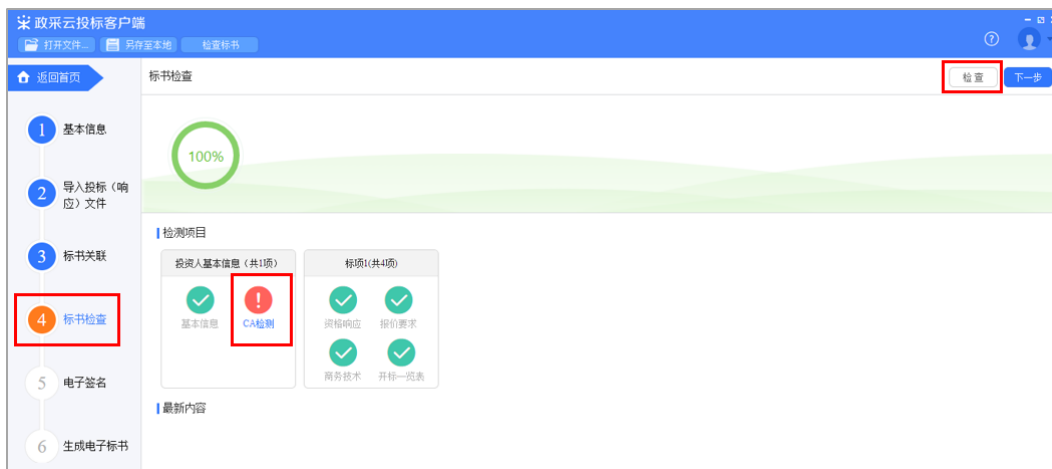 政采云投标客户端
打开文件... 另存至本地 检查标书
返回首页
标书检查
检查 下一步
1 基本信息
100%
2 导入投标（响
应）文件
检测项目
3 标书关联
投资人基本信息（共1项） 标项1(共4项)
基本信息 CA检测 资格响应 报价要求
4 标书检查
商务技术 开标一览表
5 电子签名
最新内容
6 生成电子标书